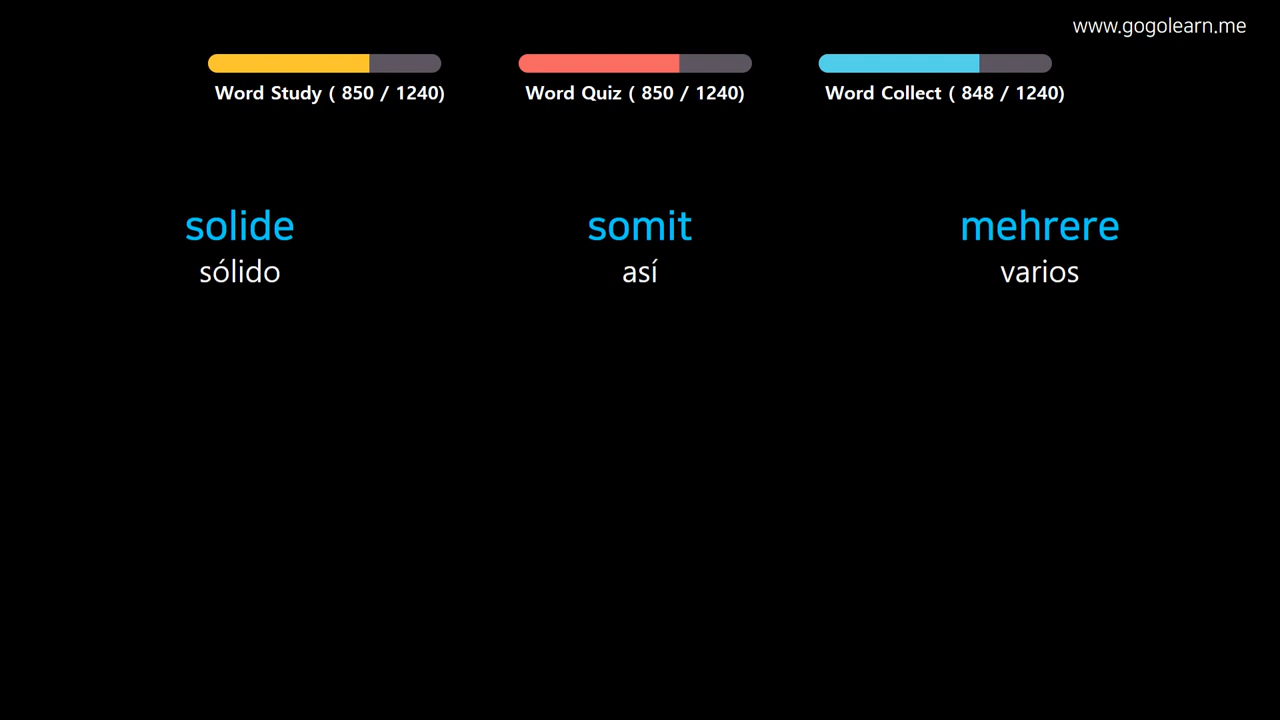 www.gogolearn.me
Word Study ( 850 / 1240)
Word Quiz ( 850 / 1240)
Word Collect ( 848 / 1240)
solide
sólido
somit
así
mehrere
varios